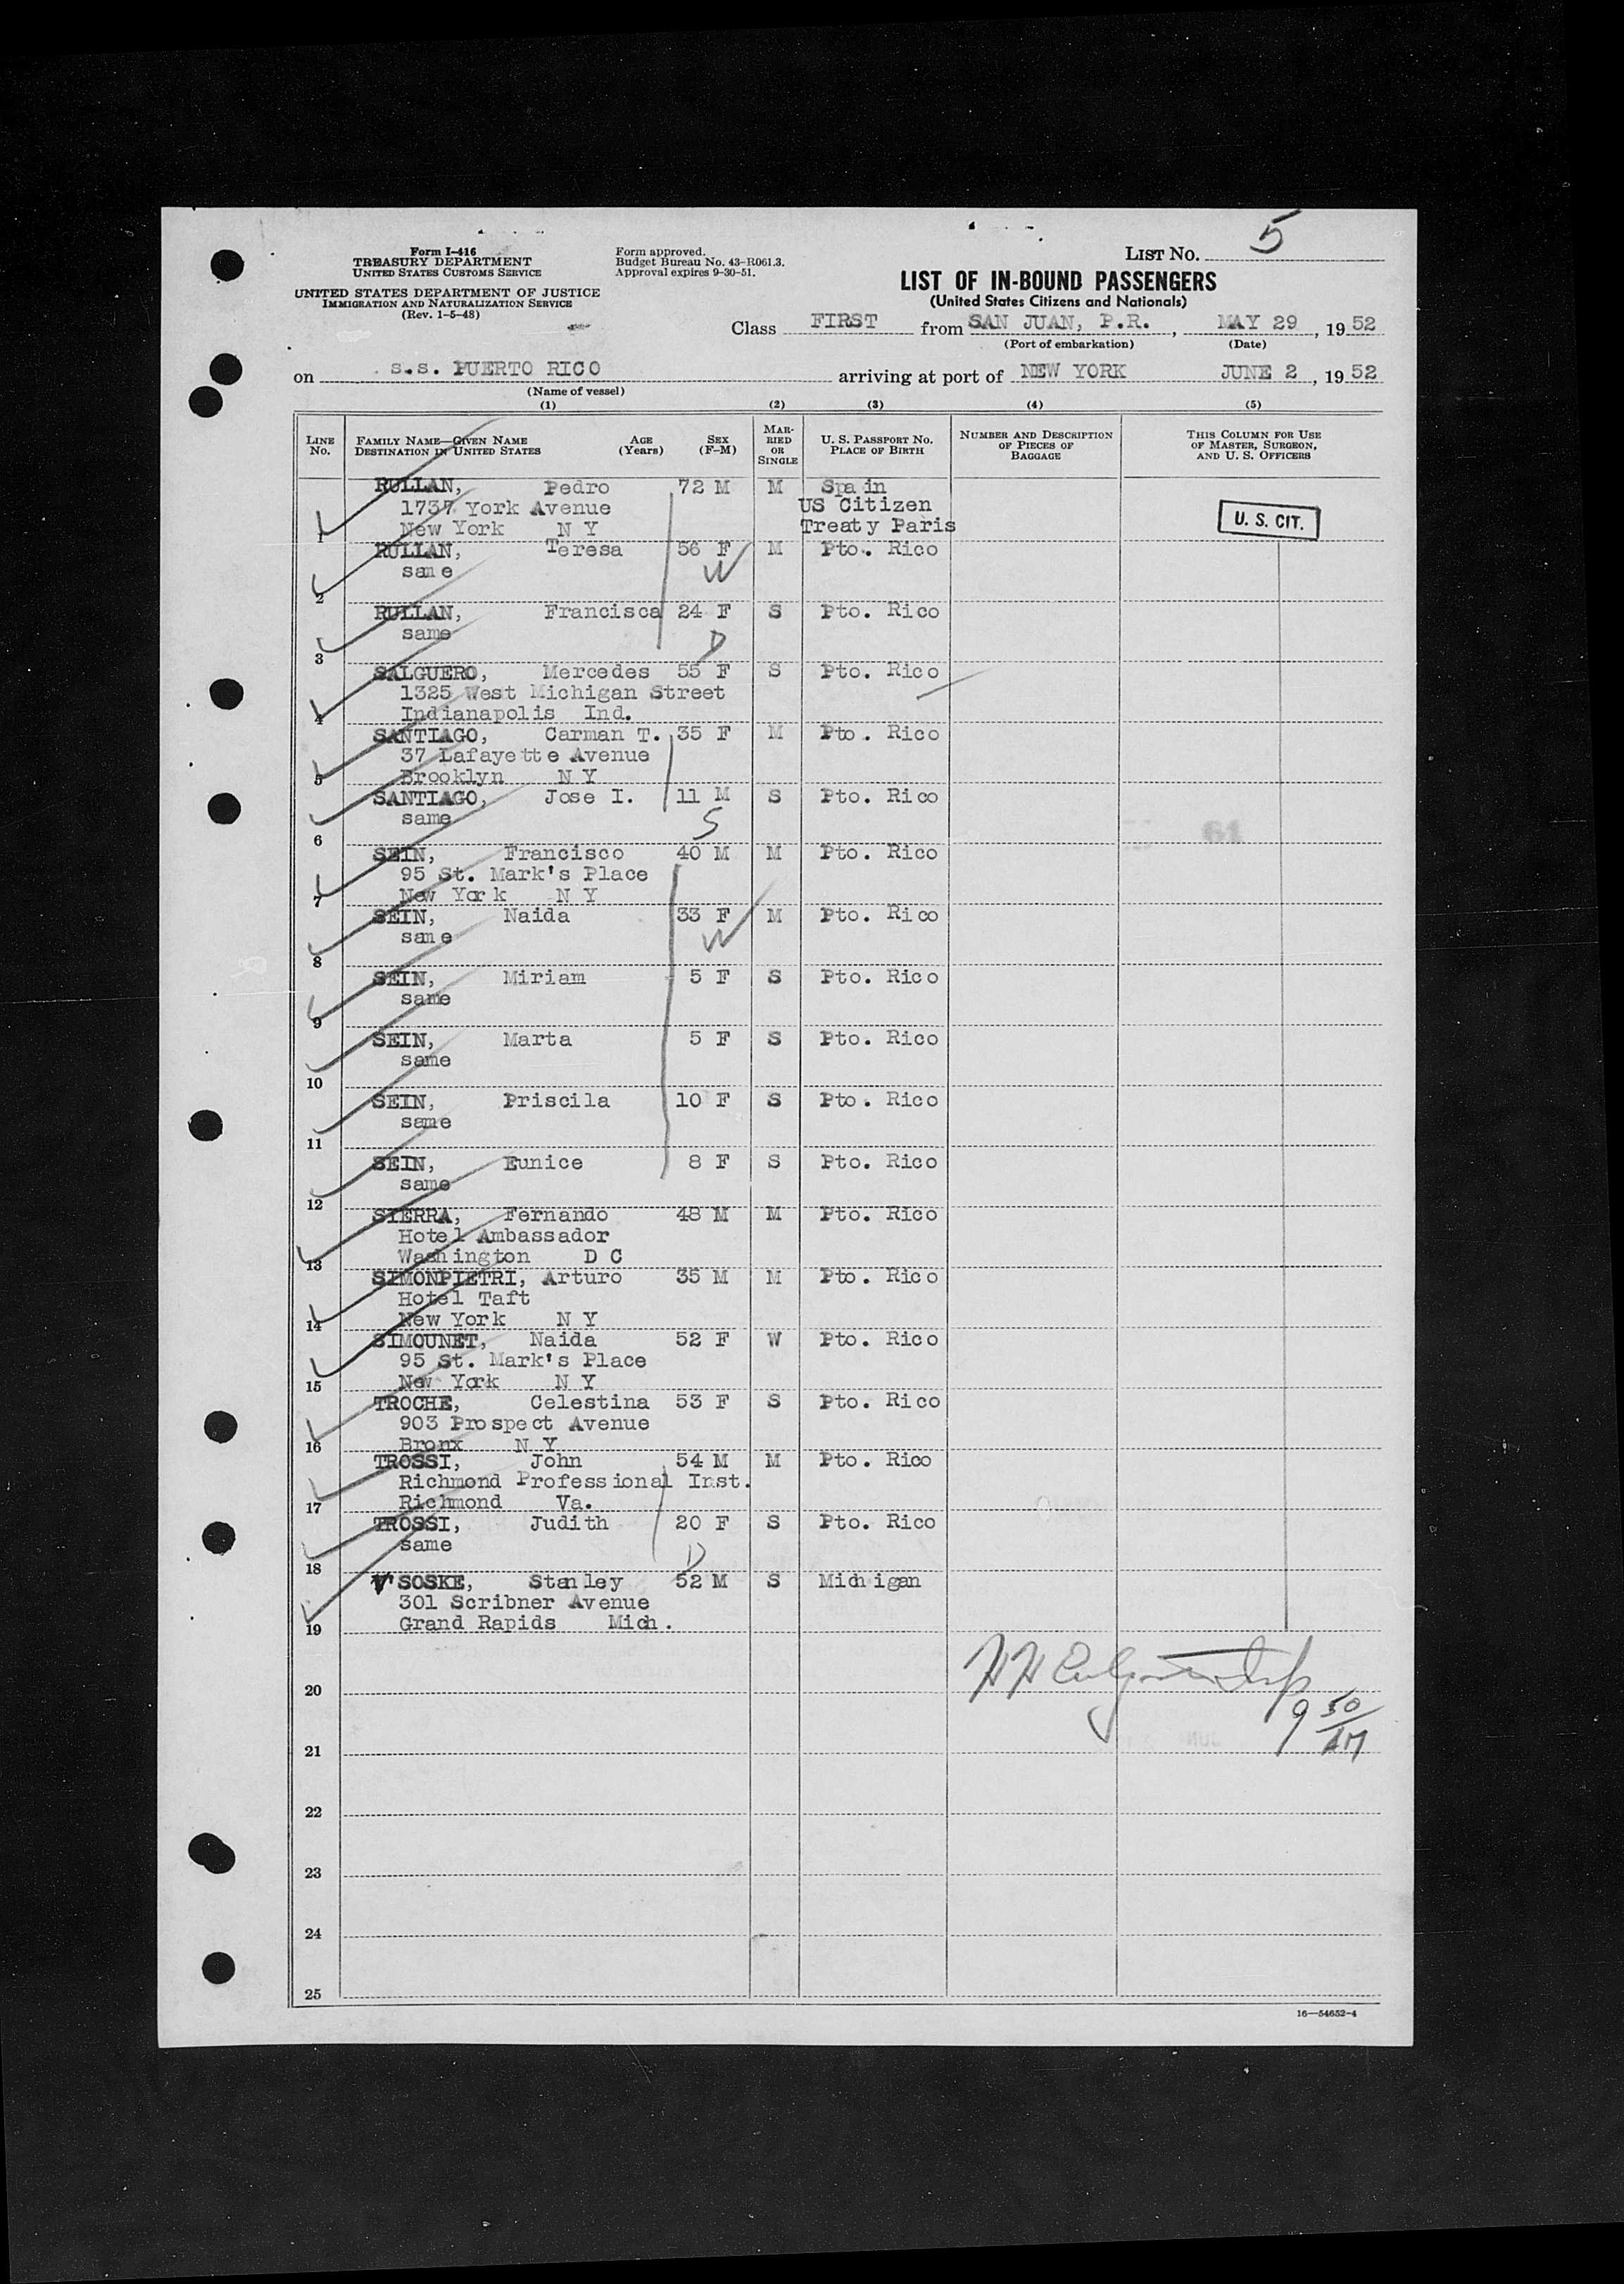 5
Form I-416
TREASURY DEPARTMENT
UNITED STATES CUSTOMS SERVICE
UNITED STATES DEPARTMENT OF JUSTICE
IMMIGRATION AND NATURALIZATION SERVICE
(Rev. 1-5-48)
Form approved.
Budget Bureau No. 43-R061.3.
Approval expires 9-30-51.
LIST NO.
LIST OF IN-BOUND PASSENGERS
(United States Citizens and Nationals)
Class FIRST from SAN JUAN, P.R., MAY 29, 19 52
(Port of embarkation) (Date)
on s.s. PUERTO RICO arriving at port of NEW YORK JUNE 2, 19 52
(Name of vessel)
(1) (2) (3) (4) (5)
LINE NO. FAMILY NAME—GIVEN NAME DESTINATION IN UNITED STATES AGE (Years) SEX (F-M) MARRIED OR SINGLE U. S. PASSPORT NO. PLACE OF BIRTH NUMBER AND DESCRIPTION OF PIECES OF BAGGAGE THIS COLUMN FOR USE OF MASTER, SURGEON, AND U. S. OFFICERS
RULLAN, Pedro 72 M M Spain
1737 York Avenue US Citizen
1 New York N Y Treaty Paris U. S. CIT.
RULLAN, Teresa 56 F M Pto. Rico
same W
2
RULLAN, Francisca 24 F S Pto. Rico
same D
3
SALGUERO, Mercedes 55 F S Pto. Rico
1325 West Michigan Street
4 Indianapolis Ind.
SANTIAGO, Carman T. 35 F M Pto. Rico
37 Lafayette Avenue
5 Brooklyn N Y
SANTIAGO, Jose I. 11 M S Pto. Rico
same S
6 61
SEIN, Francisco 40 M M Pto. Rico
95 St. Mark's Place
7 New York N Y
SEIN, Naida 33 F M Pto. Rico
same W
8
SEIN, Miriam 5 F S Pto. Rico
same
9
SEIN, Marta 5 F S Pto. Rico
same
10
SEIN, Priscila 10 F S Pto. Rico
same
11
SEIN, Eunice 8 F S Pto. Rico
same
12
SIERRA, Fernando 48 M M Pto. Rico
Hotel Ambassador
13 Washington D C
SIMONPIETRI, Arturo 35 M M Pto. Rico
Hotel Taft
14 New York N Y
SIMOUNET, Naida 52 F W Pto. Rico
95 St. Mark's Place
15 New York N Y
TROCHE, Celestina 53 F S Pto. Rico
903 Prospect Avenue
16 Bronx N Y
TROSSI, John 54 M M Pto. Rico
Richmond Professional Inst.
17 Richmond Va.
TROSSI, Judith 20 F S Pto. Rico
same D
18
V'SOSKE, Stanley 52 M S Michigan
301 Scribner Avenue
19 Grand Rapids Mich.
20
9 50/AM
21
22
23
24
25
16—54652-4